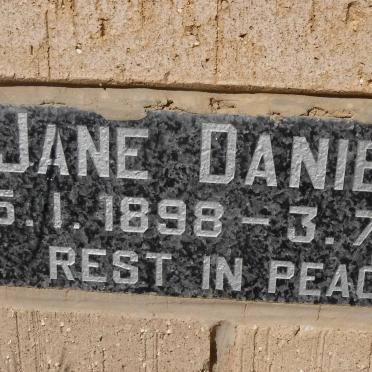 JANE DANIE
5.1.1898 - 3.7
REST IN PEAC